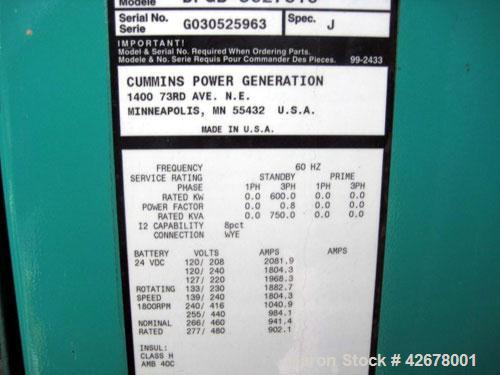 Modele
Serial No. G030525963 Spec. J
Serie
IMPORTANT!
Model & Serial No. Required When Ordering Parts.
Modele & No. Serie Requis Pour Commander Des Pieces. 99-2433
CUMMINS POWER GENERATION
1400 73RD AVE. N.E.
MINNEAPOLIS, MN 55432 U.S.A.
MADE IN U.S.A.
FREQUENCY 60 HZ
SERVICE RATING STANDBY PRIME
PHASE 1PH 3PH 1PH 3PH
RATED KW 0.0 600.0 0.0 0.0
POWER FACTOR 0.0 0.8 0.0 0.0
RATED KVA 0.0 750.0 0.0 0.0
I2 CAPABILITY 8pct
CONNECTION WYE
BATTERY VOLTS AMPS AMPS
24 VDC 120/ 208 2081.9
120/ 240 1804.3
127/ 220 1968.3
ROTATING 133/ 230 1882.7
SPEED 139/ 240 1804.3
1800RPM 240/ 416 1040.9
255/ 440 984.1
NOMINAL 266/ 460 941.4
RATED 277/ 480 902.1
INSUL:
CLASS H
AMB 40C
Aaron Stock # 42678001